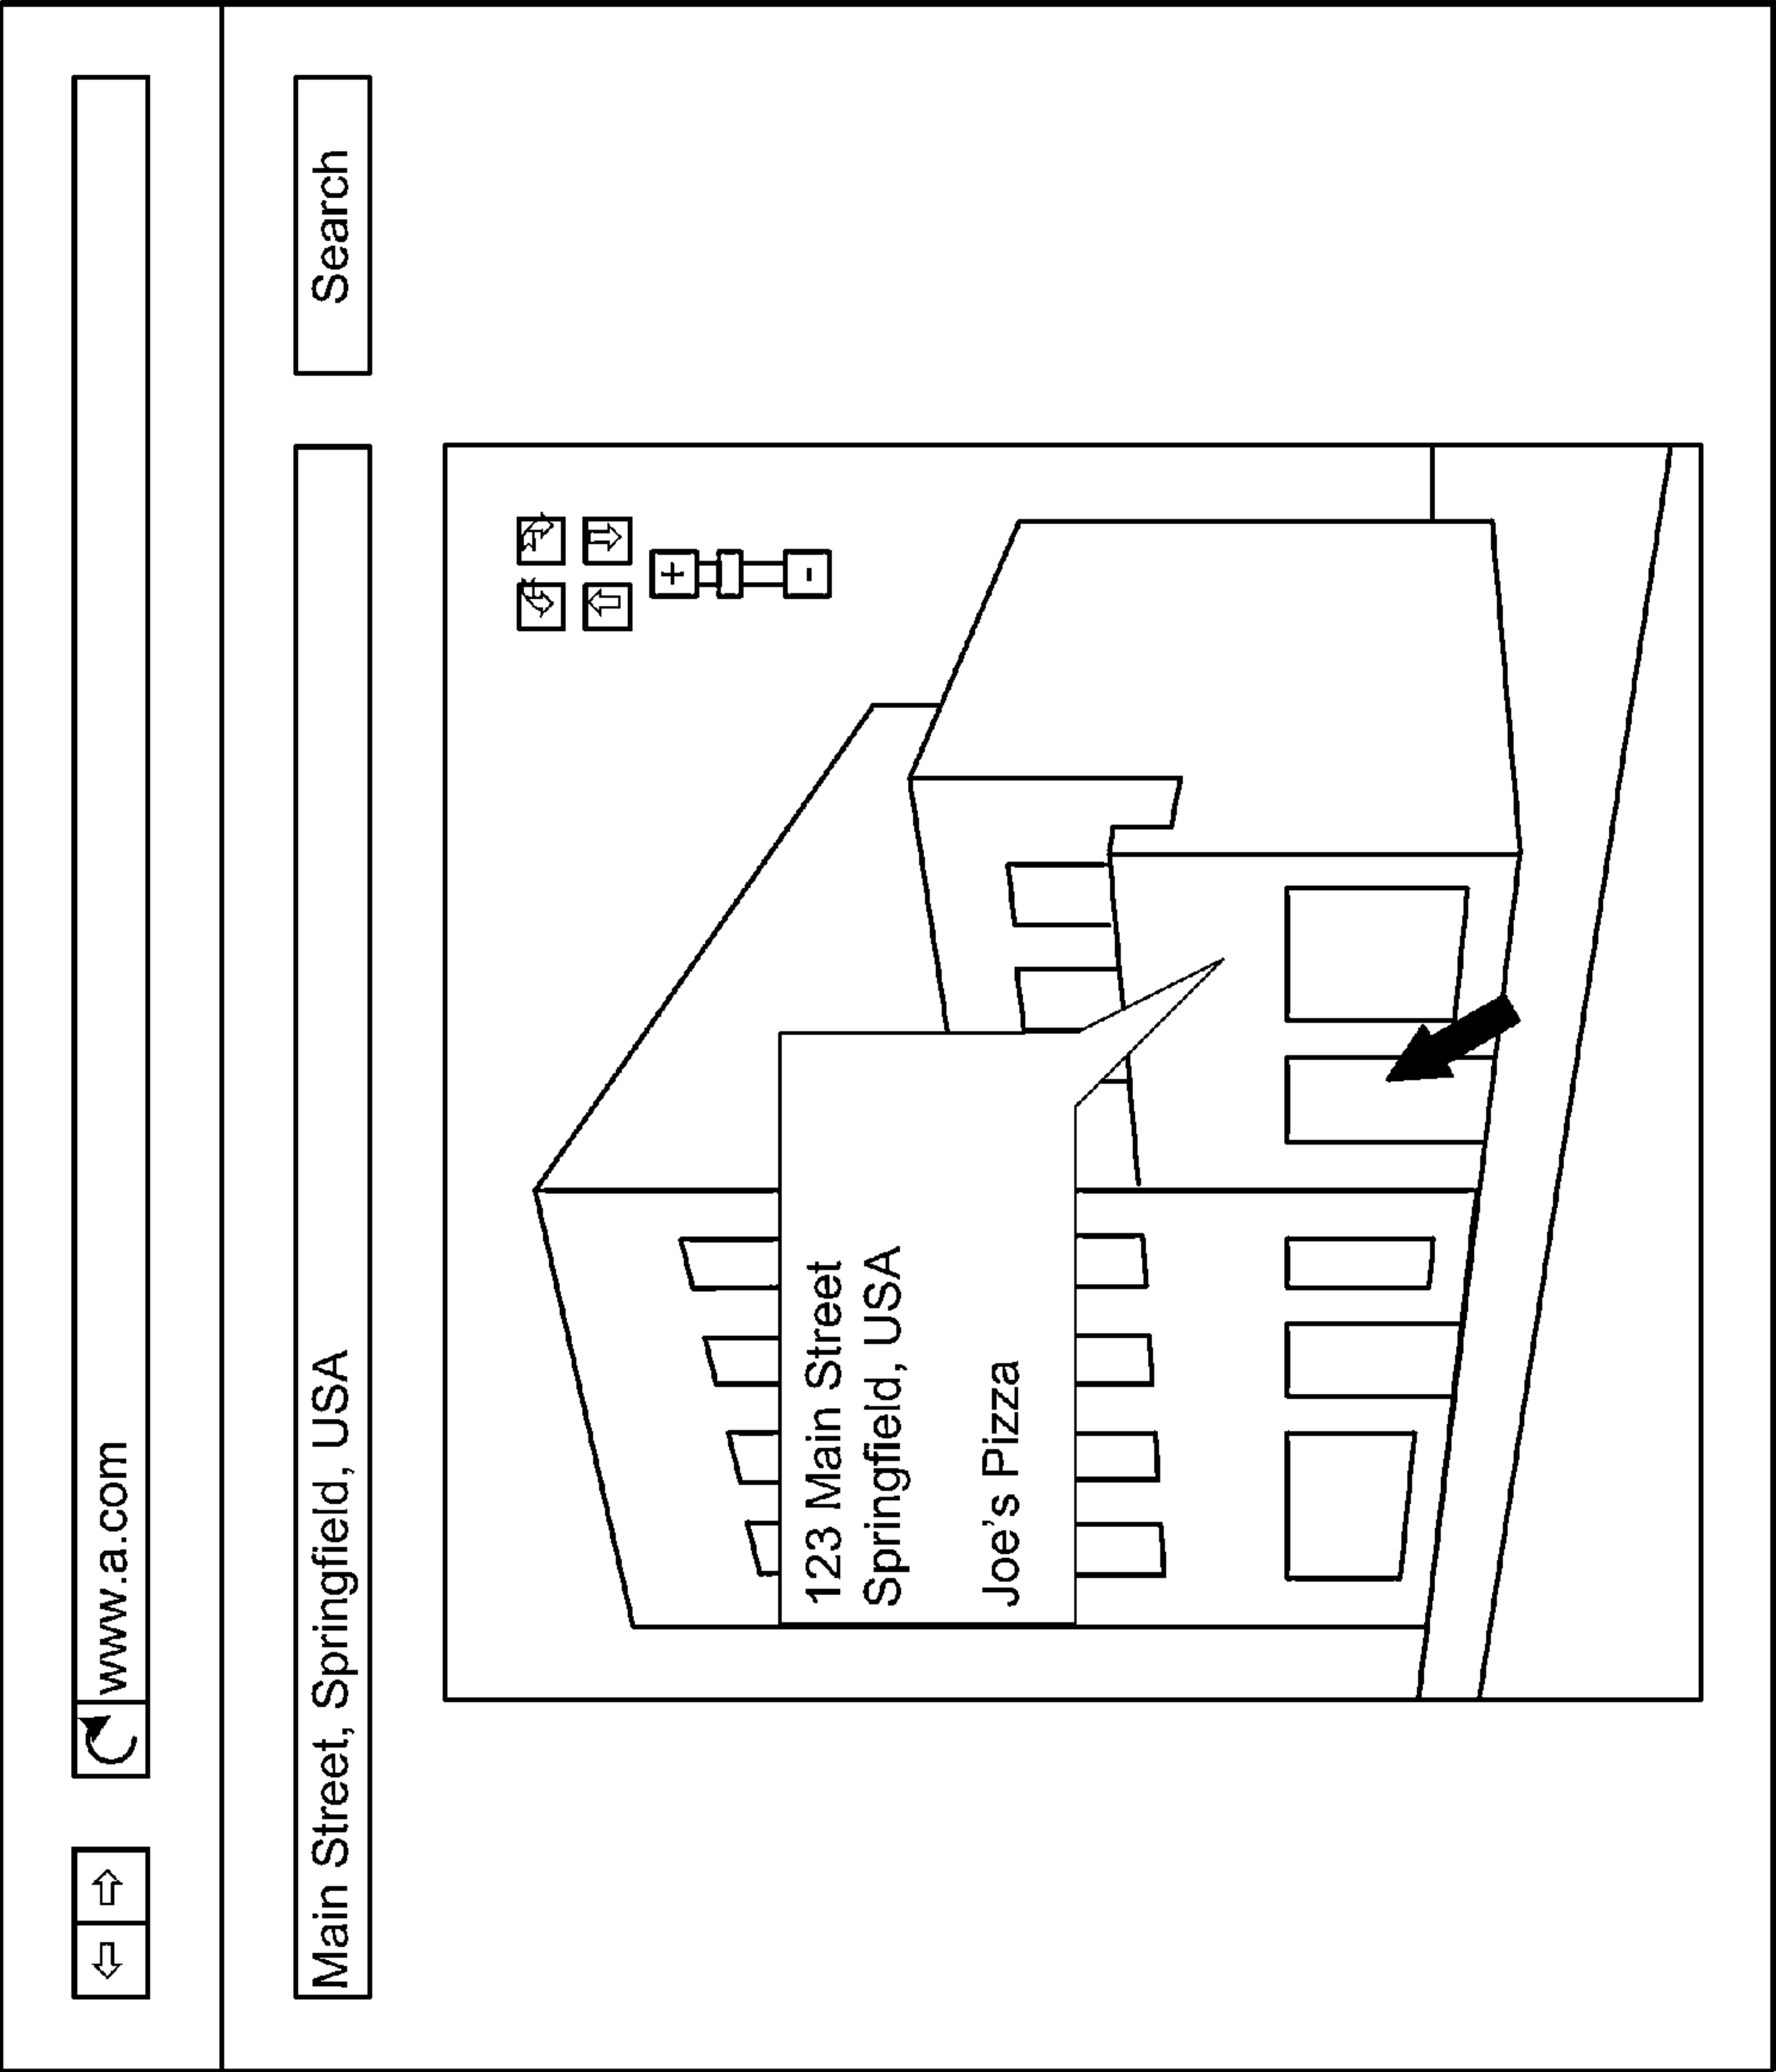 www.a.com
Main Street, Springfield, USA
Search
+
-
123 Main Street
Springfield, USA
Joe's Pizza